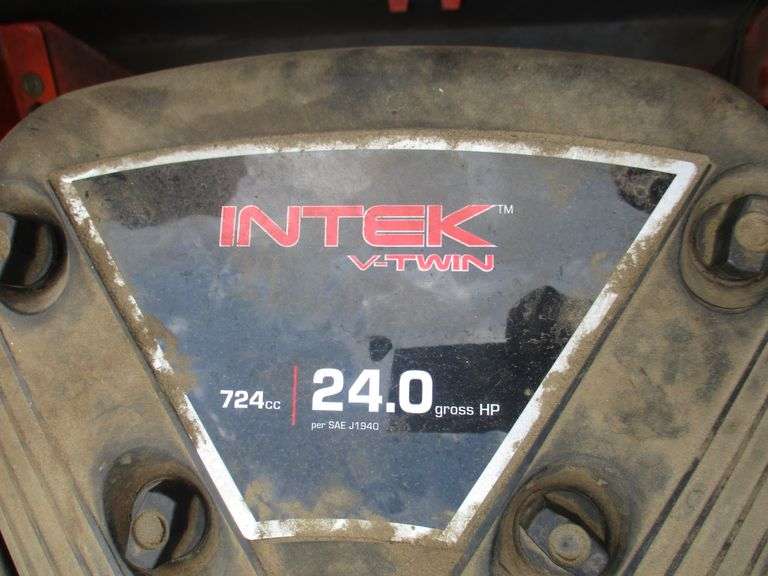 INTEK™
V-TWIN
724cc | 24.0 gross HP
per SAE J1940